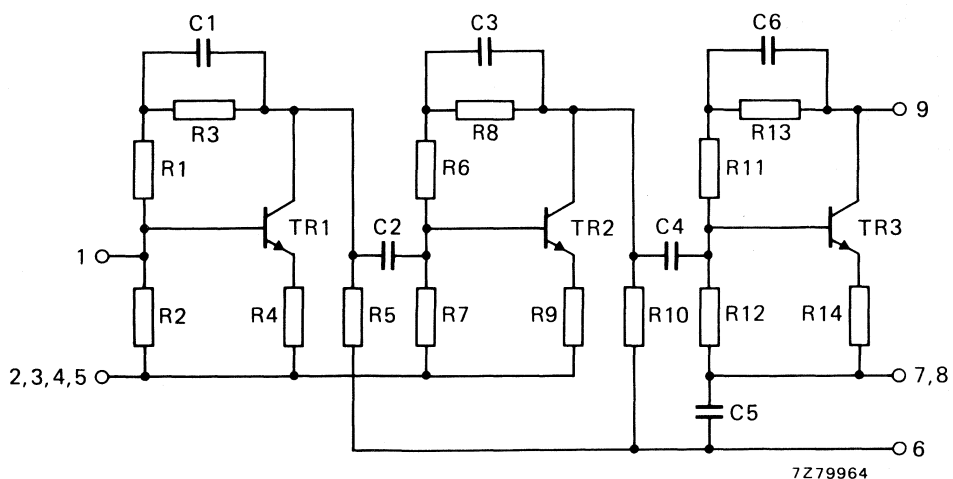 C1
C3
C6
R3
R8
R13
9
R1
R6
R11
TR1
C2
TR2
C4
TR3
1
R2
R4
R5
R7
R9
R10
R12
R14
2,3,4,5
7,8
C5
6
7Z79964